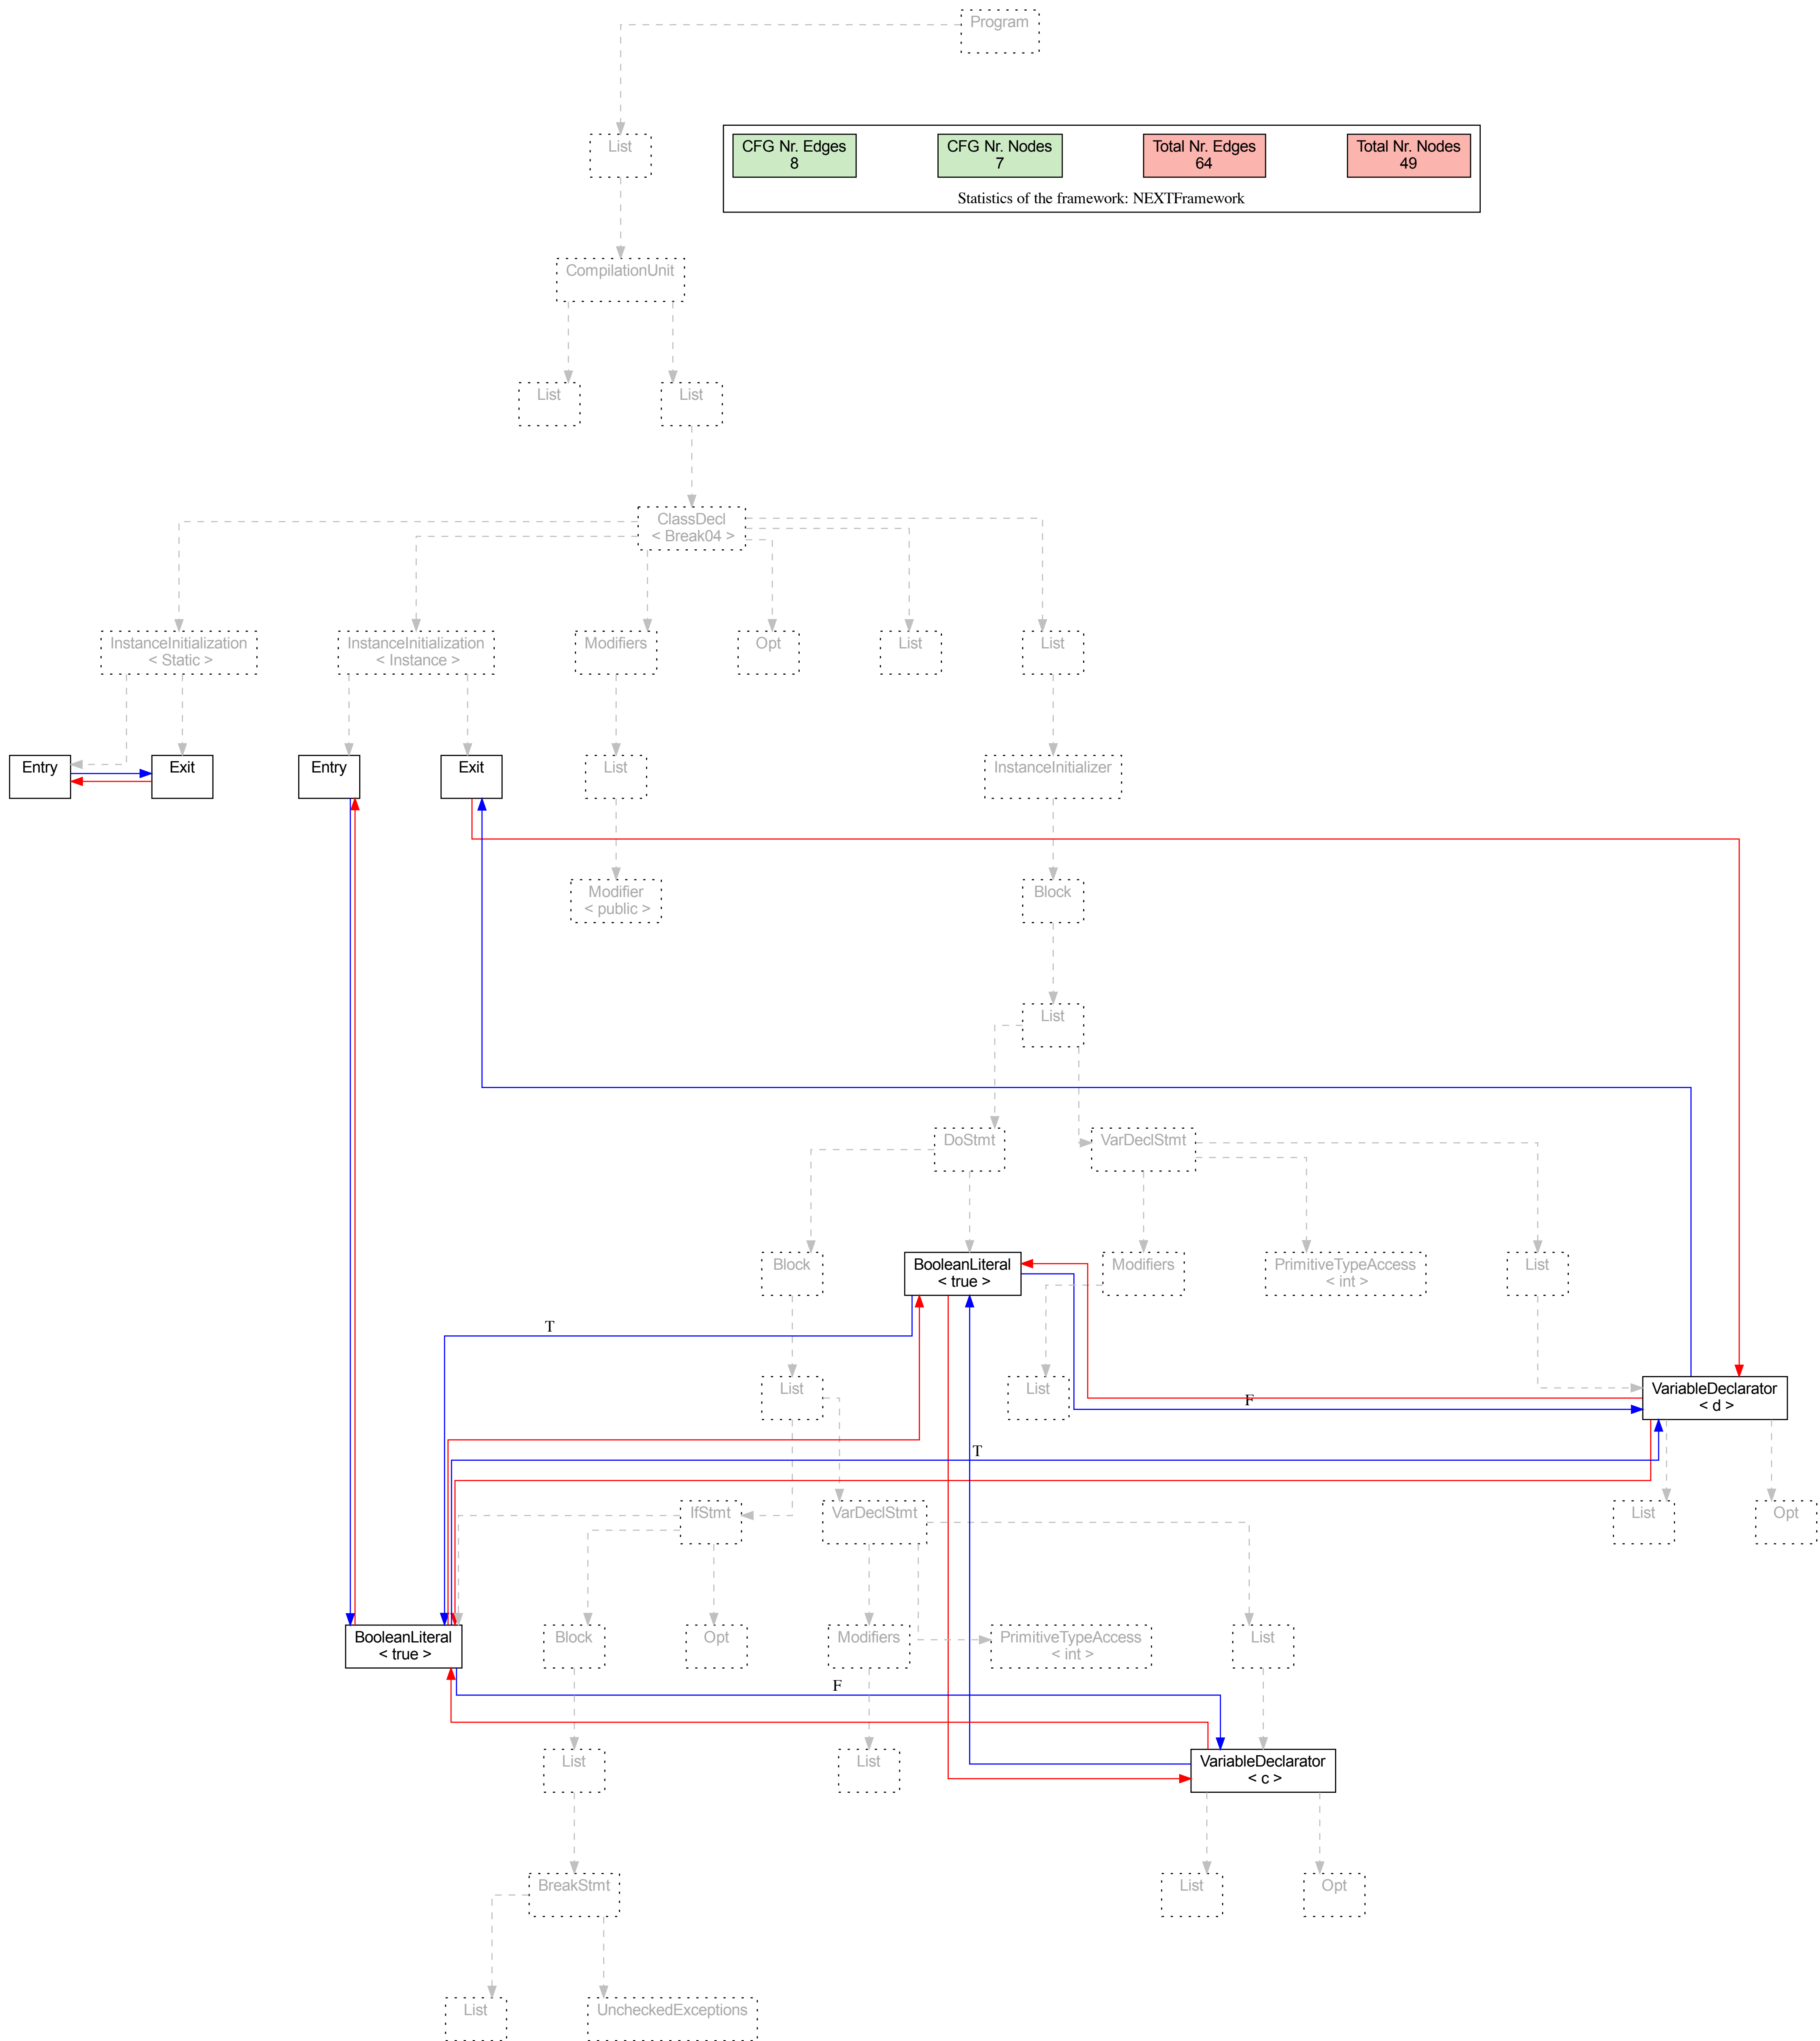 Program
List
CFG Nr. Edges
8
CFG Nr. Nodes
7
Total Nr. Edges
64
Total Nr. Nodes
49
Statistics of the framework: NEXTFramework
CompilationUnit
List
List
ClassDecl
< Break04 >
InstanceInitialization
< Static >
InstanceInitialization
< Instance >
Modifiers
Opt
List
List
Entry
Exit
Entry
Exit
List
InstanceInitializer
Modifier
< public >
Block
List
DoStmt
VarDeclStmt
Block
BooleanLiteral
< true >
Modifiers
PrimitiveTypeAccess
< int >
List
T
List
List
F
VariableDeclarator
< d >
T
IfStmt
VarDeclStmt
List
Opt
BooleanLiteral
< true >
Block
Opt
Modifiers
PrimitiveTypeAccess
< int >
List
F
List
List
VariableDeclarator
< c >
BreakStmt
List
Opt
List
UncheckedExceptions